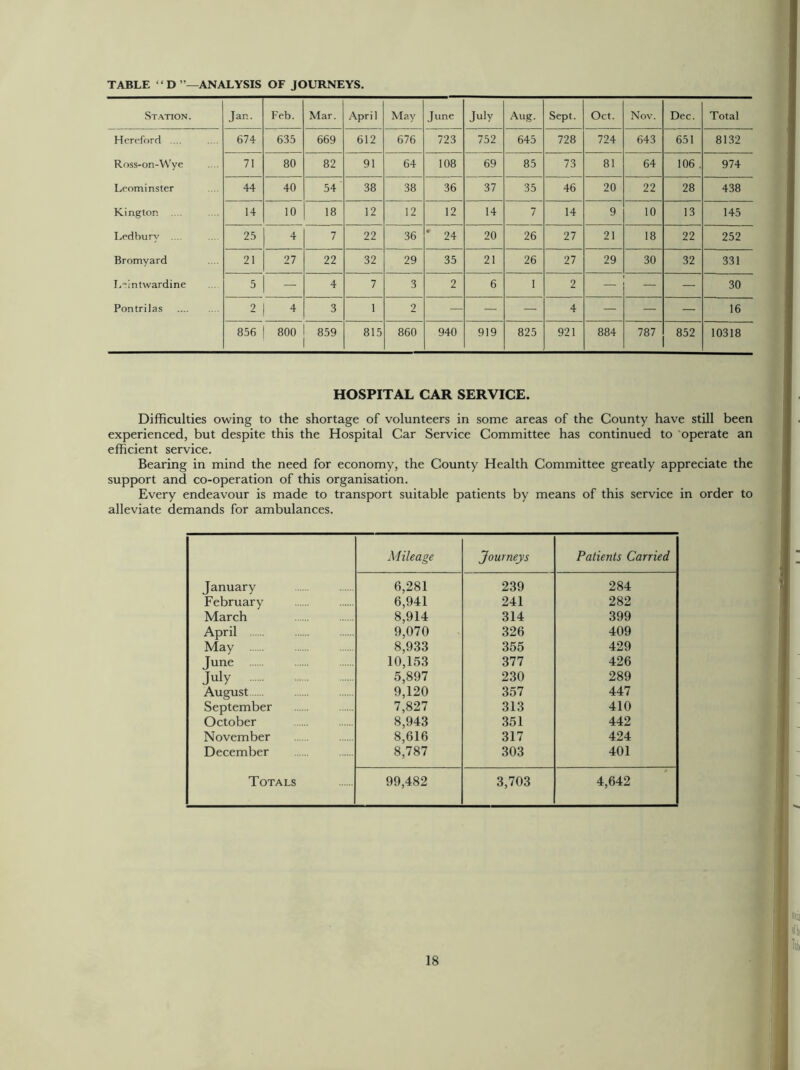 TABLE “D”—ANALYSIS OF JOURNEYS.
STATION. Jan. Feb. Mar. April May June July Aug. Sept. Oct. Nov. Dec. Total
Hereford .... .... 674 635 669 612 676 723 752 645 728 724 643 651 8132
Ross-on-Wye .... 71 80 82 91 64 108 69 85 73 81 64 106 974
Leominster .... 44 40 54 38 38 36 37 35 46 20 22 28 438
Kington .... .... 14 10 18 12 12 12 14 7 14 9 10 13 145
Ledbury .... .... 25 4 7 22 36 24 20 26 27 21 18 22 252
Bromyard .... 21 27 22 32 29 35 21 26 27 29 30 32 331
Leintwardine .... 5 — 4 7 3 2 6 1 2 — — — 30
Pontrilas .... .... 2 4 3 1 2 — — — 4 — — — 16
856 800 859 815 860 940 919 825 921 884 787 852 10318
HOSPITAL CAR SERVICE.
Difficulties owing to the shortage of volunteers in some areas of the County have still been
experienced, but despite this the Hospital Car Service Committee has continued to operate an
efficient service.
Bearing in mind the need for economy, the County Health Committee greatly appreciate the
support and co-operation of this organisation.
Every endeavour is made to transport suitable patients by means of this service in order to
alleviate demands for ambulances.
Mileage Journeys Patients Carried
January ...... ...... 6,281 239 284
February ...... ...... 6,941 241 282
March ...... ...... 8,914 314 399
April ...... ...... ...... 9,070 326 409
May ...... ...... ...... 8,933 355 429
June ...... ...... ...... 10,153 377 426
July ...... ...... ...... 5,897 230 289
August...... ...... ...... 9,120 357 447
September ...... ...... 7,827 313 410
October ...... ...... 8,943 351 442
November ...... ...... 8,616 317 424
December ...... ...... 8,787 303 401
TOTALS ...... 99,482 3,703 4,642
18